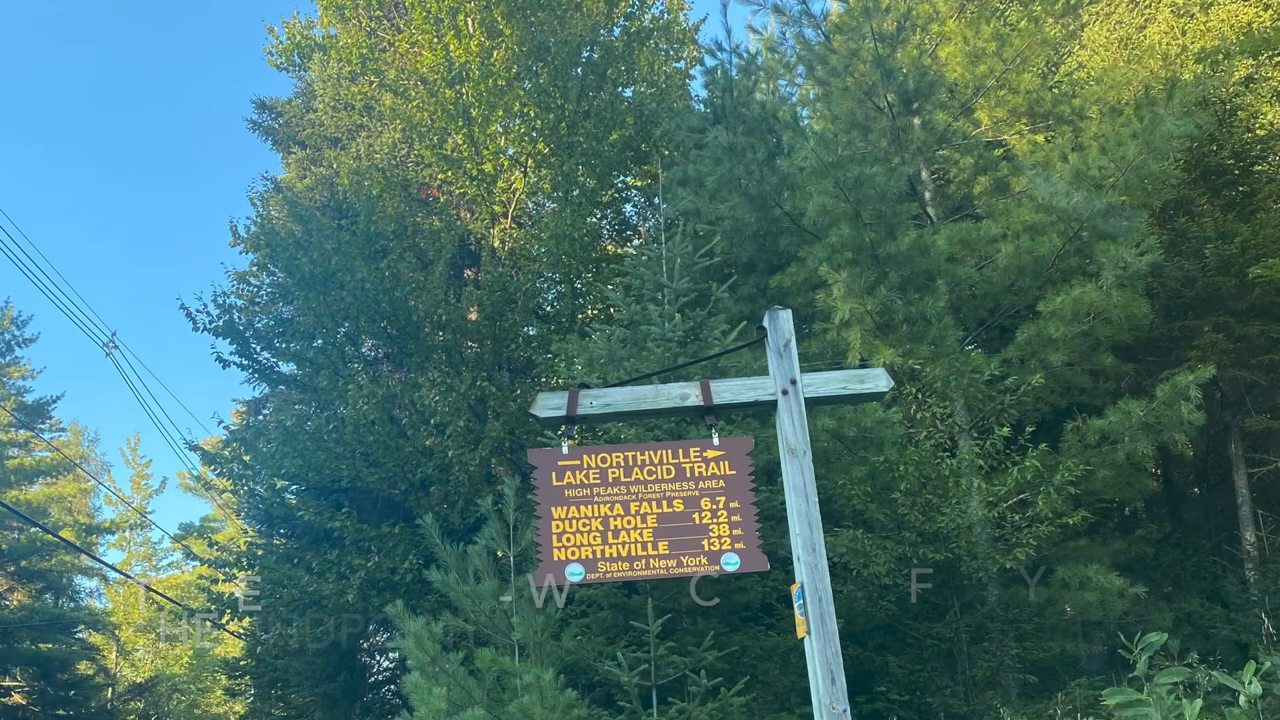 NORTHVILLE
LAKE PLACID TRAIL
HIGH PEAKS WILDERNESS AREA
ADIRONDACK FOREST PRESERVE
WANIKA FALLS 6.7 mi.
DUCK HOLE 12.2 mi.
LONG LAKE 38 mi.
NORTHVILLE 132 mi.
State of New York
DEPT. of ENVIRONMENTAL CONSERVATION
E -W C F Y
THE